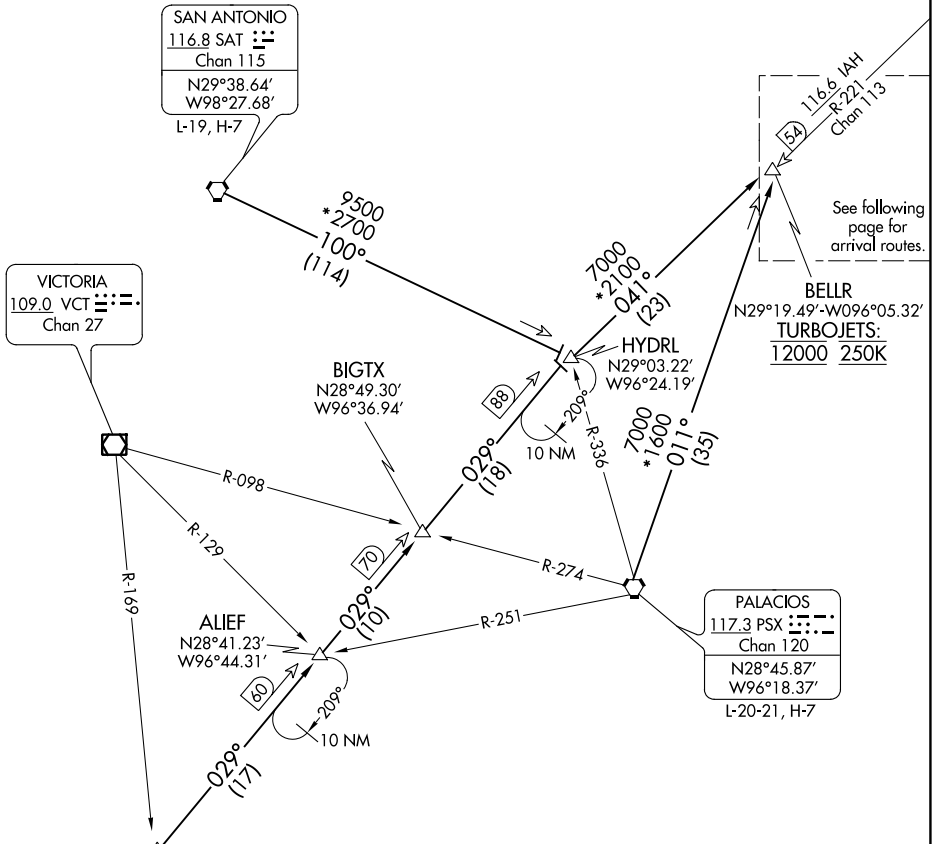 SAN ANTONIO
116.8 SAT
Chan 115
N29°38.64′
W98°27.68′
L-19, H-7
116.6 IAH
R-221
Chan 113
54
See following
page for
arrival routes.
9500
*2700
100°
(114)
VICTORIA
109.0 VCT
Chan 27
7000
*2100
041°
(23)
BELLR
N29°19.49′-W096°05.32′
TURBOJETS:
12000 250K
HYDRL
N29°03.22′
W96°24.19′
BIGTX
N28°49.30′
W96°36.94′
88
209°
10 NM
R-336
7000
*1600
011°
(35)
029°
(18)
R-098
R-129
R-169
70
R-274
029°
(10)
R-251
ALIEF
N28°41.23′
W96°44.31′
60
209°
10 NM
029°
(17)
PALACIOS
117.3 PSX
Chan 120
N28°45.87′
W96°18.37′
L-20-21, H-7